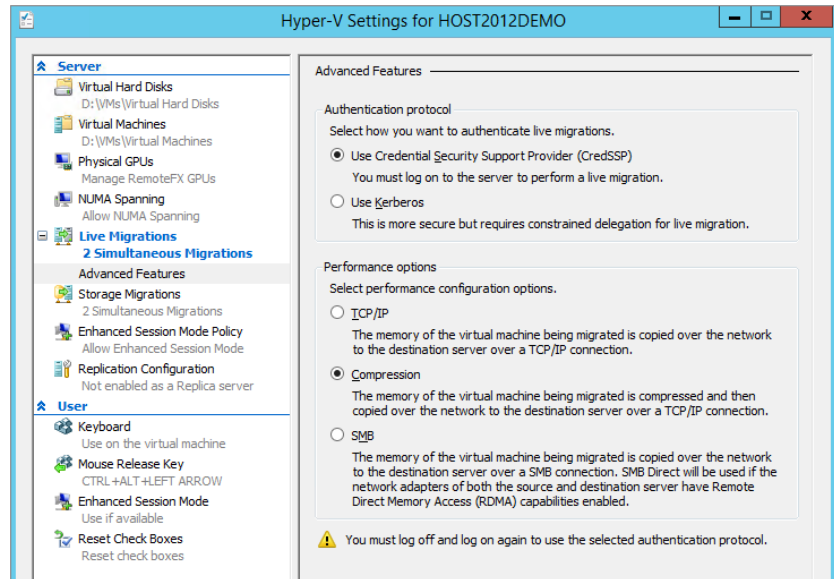 Hyper-V Settings for HOST2012DEMO
Server
Virtual Hard Disks
D:\VMs\Virtual Hard Disks
Virtual Machines
D:\VMs\Virtual Machines
Physical GPUs
Manage RemoteFX GPUs
NUMA Spanning
Allow NUMA Spanning
Live Migrations
2 Simultaneous Migrations
Advanced Features
Storage Migrations
2 Simultaneous Migrations
Enhanced Session Mode Policy
Allow Enhanced Session Mode
Replication Configuration
Not enabled as a Replica server
User
Keyboard
Use on the virtual machine
Mouse Release Key
CTRL+ALT+LEFT ARROW
Enhanced Session Mode
Use if available
Reset Check Boxes
Reset check boxes
Advanced Features
Authentication protocol
Select how you want to authenticate live migrations.
Use Credential Security Support Provider (CredSSP)
You must log on to the server to perform a live migration.
Use Kerberos
This is more secure but requires constrained delegation for live migration.
Performance options
Select performance configuration options.
TCP/IP
The memory of the virtual machine being migrated is copied over the network
to the destination server over a TCP/IP connection.
Compression
The memory of the virtual machine being migrated is compressed and then
copied over the network to the destination server over a TCP/IP connection.
SMB
The memory of the virtual machine being migrated is copied over the network
to the destination server over a SMB connection. SMB Direct will be used if the
network adapters of both the source and destination server have Remote
Direct Memory Access (RDMA) capabilities enabled.
You must log off and log on again to use the selected authentication protocol.